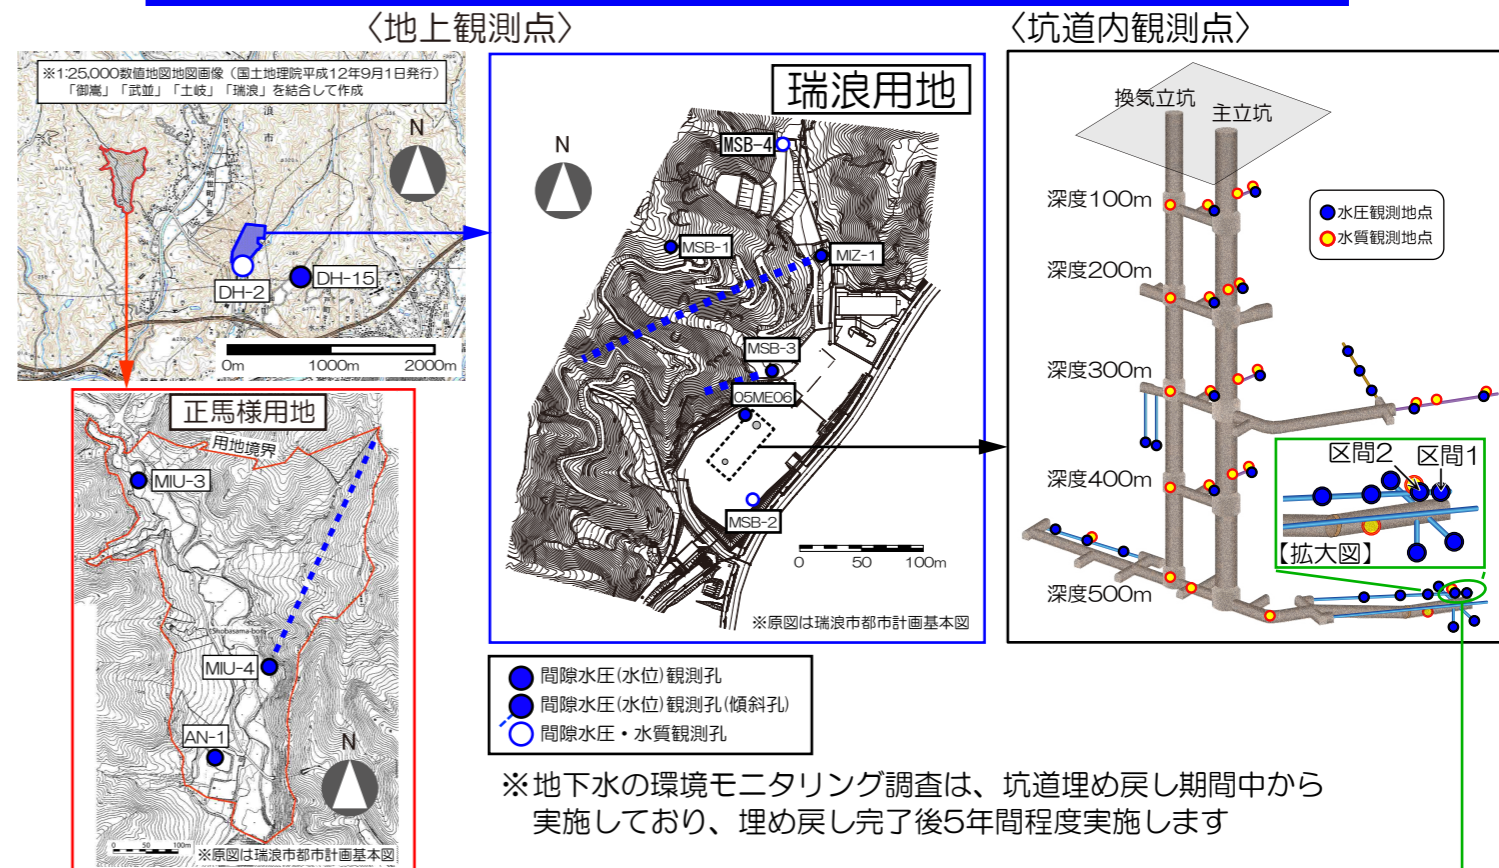 〈地上観測点〉
〈坑道内観測点〉
※1:25,000数値地図地図画像（国土地理院平成12年9月1日発行）
「御嵩」「武並」「土岐」「瑞浪」を結合して作成
N
DH-2
DH-15
0m
1000m
2000m
正馬様用地
用地境界
MIU-3
MIU-4
AN-1
N
0
50
100m
※原図は瑞浪市都市計画基本図
瑞浪用地
N
MSB-4
MSB-1
MIZ-1
MSB-3
05ME06
MSB-2
0
50
100m
※原図は瑞浪市都市計画基本図
間隙水圧(水位)観測孔
間隙水圧(水位)観測孔(傾斜孔)
間隙水圧・水質観測孔
換気立坑
主立坑
深度100m
深度200m
深度300m
深度400m
深度500m
水圧観測地点
水質観測地点
区間2
区間1
【拡大図】
※地下水の環境モニタリング調査は、坑道埋め戻し期間中から
実施しており、埋め戻し完了後5年間程度実施します